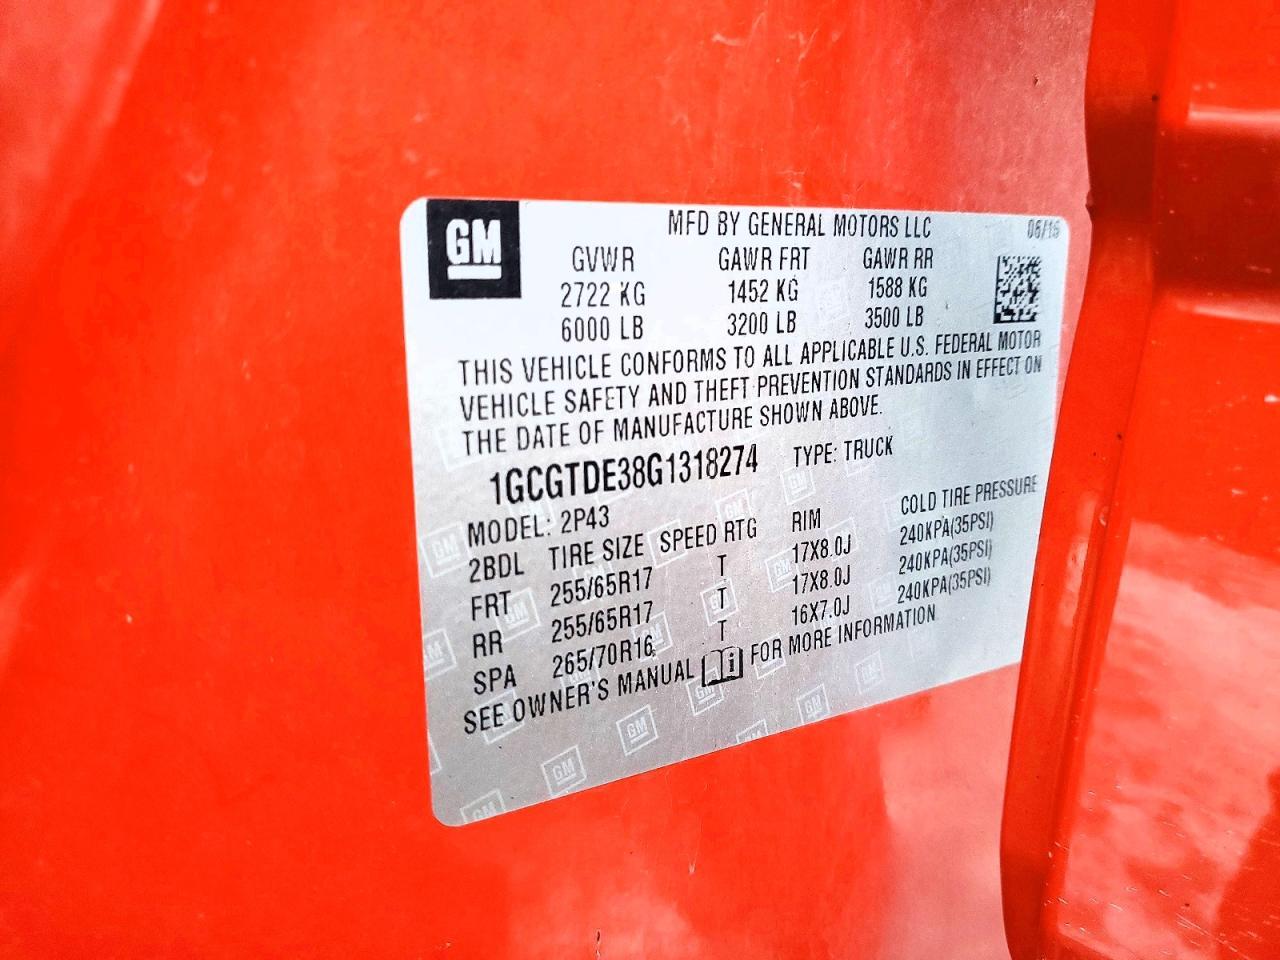 GM
MFD BY GENERAL MOTORS LLC 06/16
GVWR GAWR FRT GAWR RR
2722 KG 1452 KG 1588 KG
6000 LB 3200 LB 3500 LB
THIS VEHICLE CONFORMS TO ALL APPLICABLE U.S. FEDERAL MOTOR
VEHICLE SAFETY AND THEFT PREVENTION STANDARDS IN EFFECT ON
THE DATE OF MANUFACTURE SHOWN ABOVE.
1GCGTDE38G1318274 TYPE: TRUCK
MODEL: 2P43
2BDL TIRE SIZE SPEED RTG RIM COLD TIRE PRESSURE
FRT 255/65R17 T 17X8.0J 240KPA(35PSI)
RR 255/65R17 T 17X8.0J 240KPA(35PSI)
SPA 265/70R16 T 16X7.0J 240KPA(35PSI)
SEE OWNER'S MANUAL FOR MORE INFORMATION